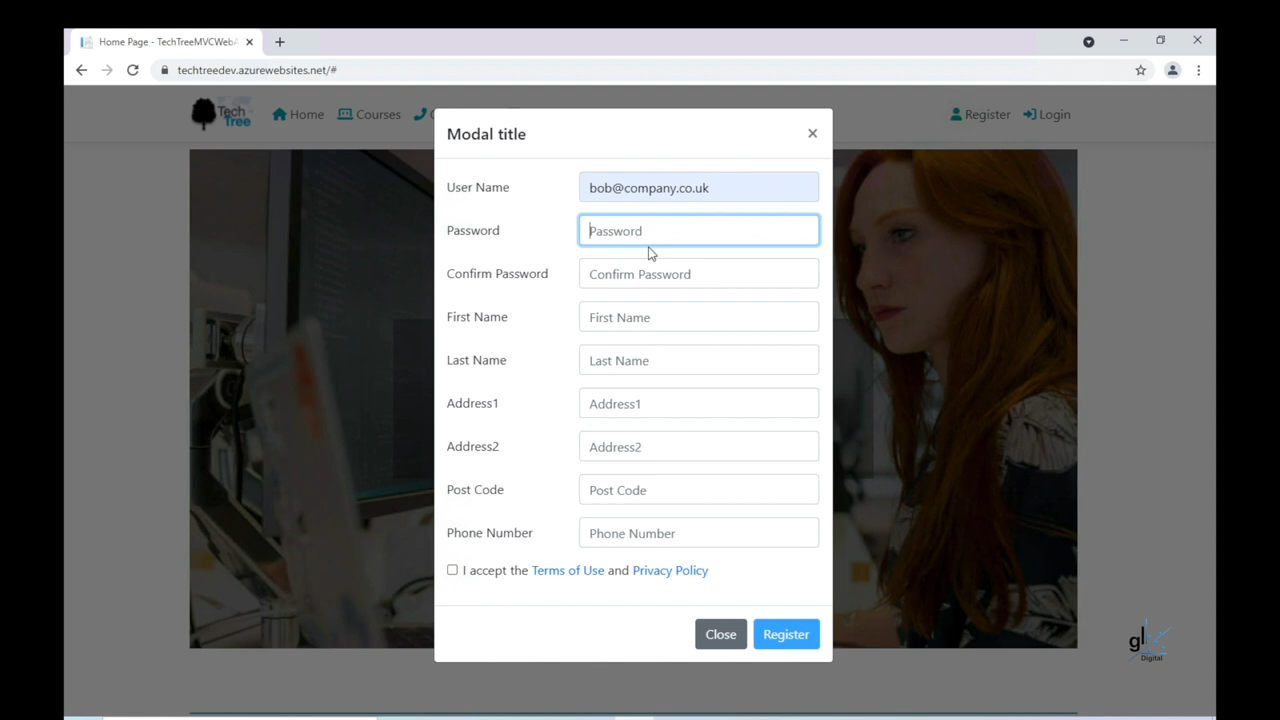 Home Page - TechTreeMVCWebA
techtreedev.azurewebsites.net/#
Tech Tree
Home
Courses
Register
Login
Modal title
User Name
bob@company.co.uk
Password
Password
Confirm Password
Confirm Password
First Name
First Name
Last Name
Last Name
Address1
Address1
Address2
Address2
Post Code
Post Code
Phone Number
Phone Number
I accept the Terms of Use and Privacy Policy
Close
Register
gl
Digital